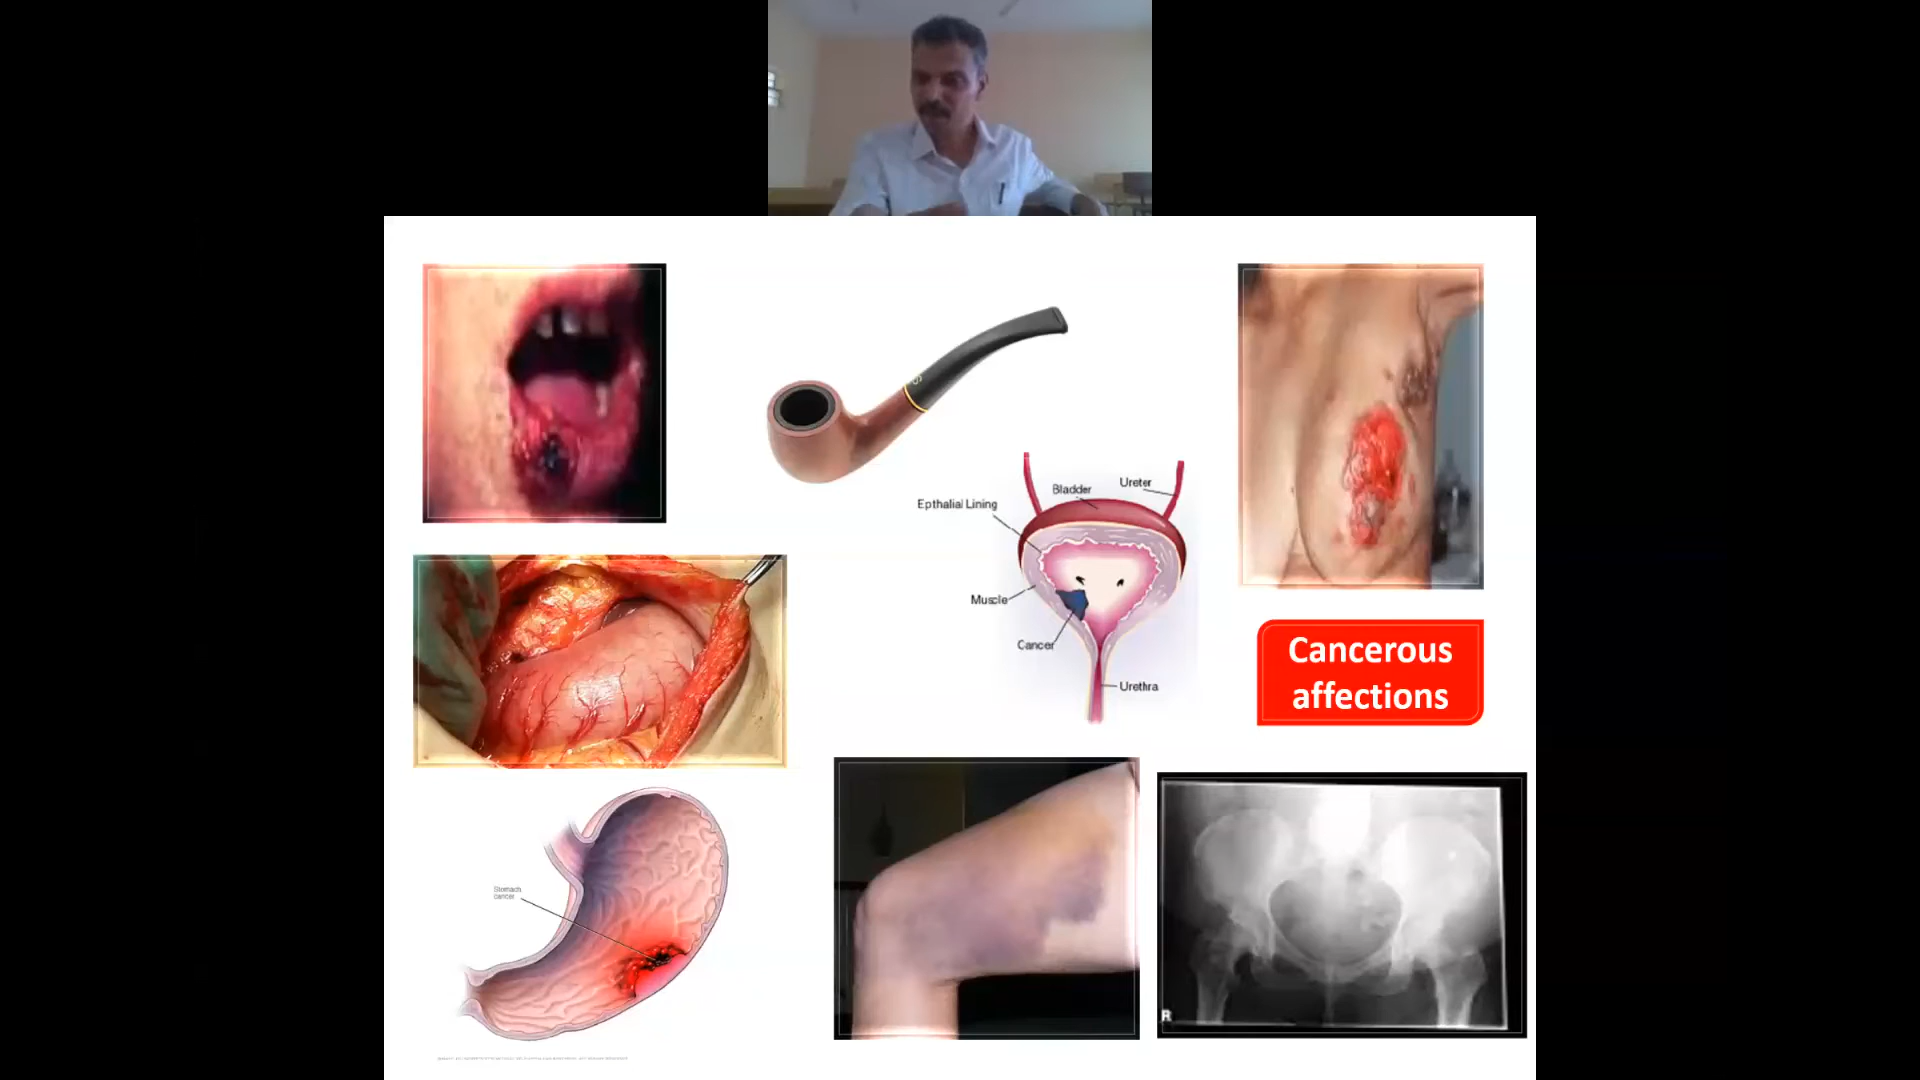 Bladder
Ureter
Epthalial Lining
Muscle
Cancer
Urethra
Cancerous
affections
Stomach
cancer
R